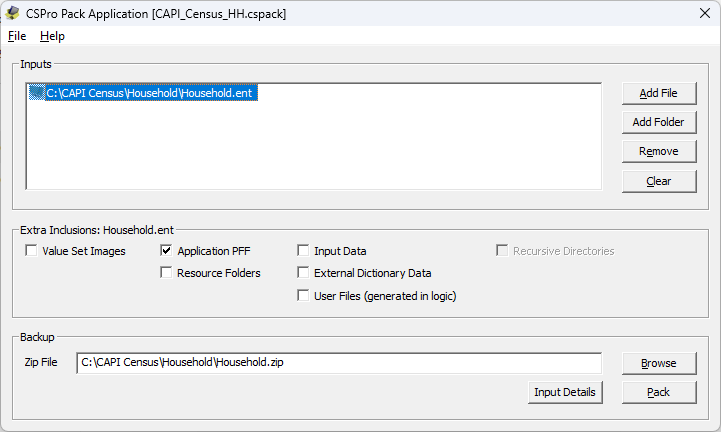 CSPro Pack Application [CAPI_Census_HH.cspack]
File Help
Inputs
C:\CAPI Census\Household\Household.ent
Add File
Add Folder
Remove
Clear
Extra Inclusions: Household.ent
Value Set Images
Application PFF
Input Data
Recursive Directories
Resource Folders
External Dictionary Data
User Files (generated in logic)
Backup
Zip File
C:\CAPI Census\Household\Household.zip
Browse
Input Details
Pack